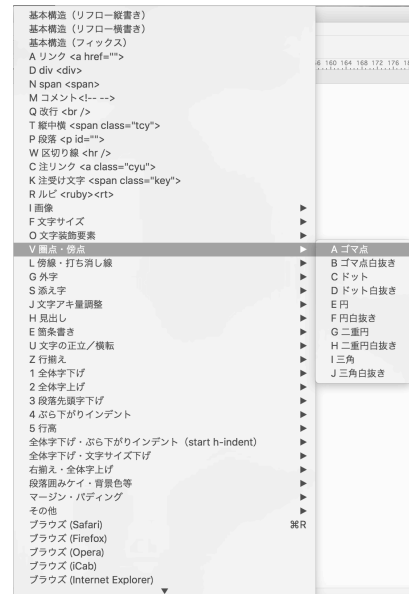 基本構造（リフロー縦書き）
基本構造（リフロー横書き）
基本構造（フィックス）
A リンク <a href="">
D div <div>
N span <span>
M コメント<!-- -->
Q 改行 <br />
T 縦中横 <span class="tcy">
P 段落 <p id="">
W 区切り線 <hr />
C 注リンク <a class="cyu">
K 注受け文字 <span class="key">
R ルビ <ruby><rt>
I 画像
F 文字サイズ
O 文字装飾要素
V 圏点・傍点
L 傍線・打ち消し線
G 外字
S 添え字
J 文字アキ量調整
H 見出し
E 箇条書き
U 文字の正立／横転
Z 行揃え
1 全体字下げ
2 全体字上げ
3 段落先頭字下げ
4 ぶら下がりインデント
5 行高
全体字下げ・ぶら下がりインデント（start h-indent）
全体字下げ・文字サイズ下げ
右揃え・全体字上げ
段落囲みケイ・背景色等
マージン・パディング
その他
ブラウズ (Safari) ⌘R
ブラウズ (Firefox)
ブラウズ (Opera)
ブラウズ (iCab)
ブラウズ (Internet Explorer)
160 164 168 172 176
A ゴマ点
B ゴマ点白抜き
C ドット
D ドット白抜き
E 円
F 円白抜き
G 二重円
H 二重円白抜き
I 三角
J 三角白抜き